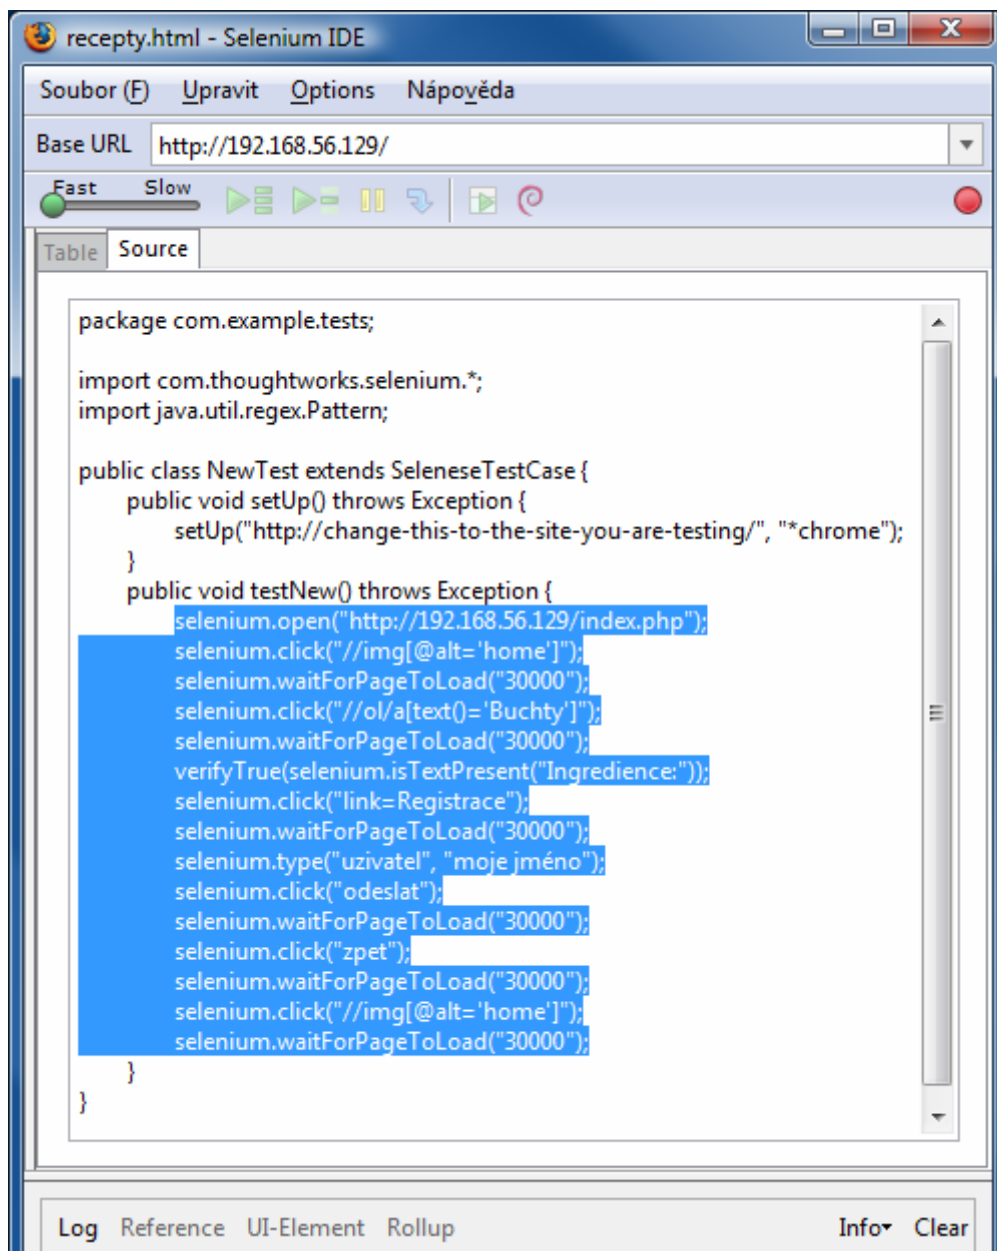 recepty.html - Selenium IDE
Soubor (F) Upravit Options Nápověda
Base URL http://192.168.56.129/
Fast Slow
Table Source
package com.example.tests;
import com.thoughtworks.selenium.*;
import java.util.regex.Pattern;
public class NewTest extends SeleneseTestCase {
public void setUp() throws Exception {
setUp("http://change-this-to-the-site-you-are-testing/", "*chrome");
}
public void testNew() throws Exception {
selenium.open("http://192.168.56.129/index.php");
selenium.click("//img[@alt='home']");
selenium.waitForPageToLoad("30000");
selenium.click("//ol/a[text()='Buchty']");
selenium.waitForPageToLoad("30000");
verifyTrue(selenium.isTextPresent("Ingredience:"));
selenium.click("link=Registrace");
selenium.waitForPageToLoad("30000");
selenium.type("uzivatel", "moje jméno");
selenium.click("odeslat");
selenium.waitForPageToLoad("30000");
selenium.click("zpet");
selenium.waitForPageToLoad("30000");
selenium.click("//img[@alt='home']");
selenium.waitForPageToLoad("30000");
}
}
Log Reference UI-Element Rollup Info Clear